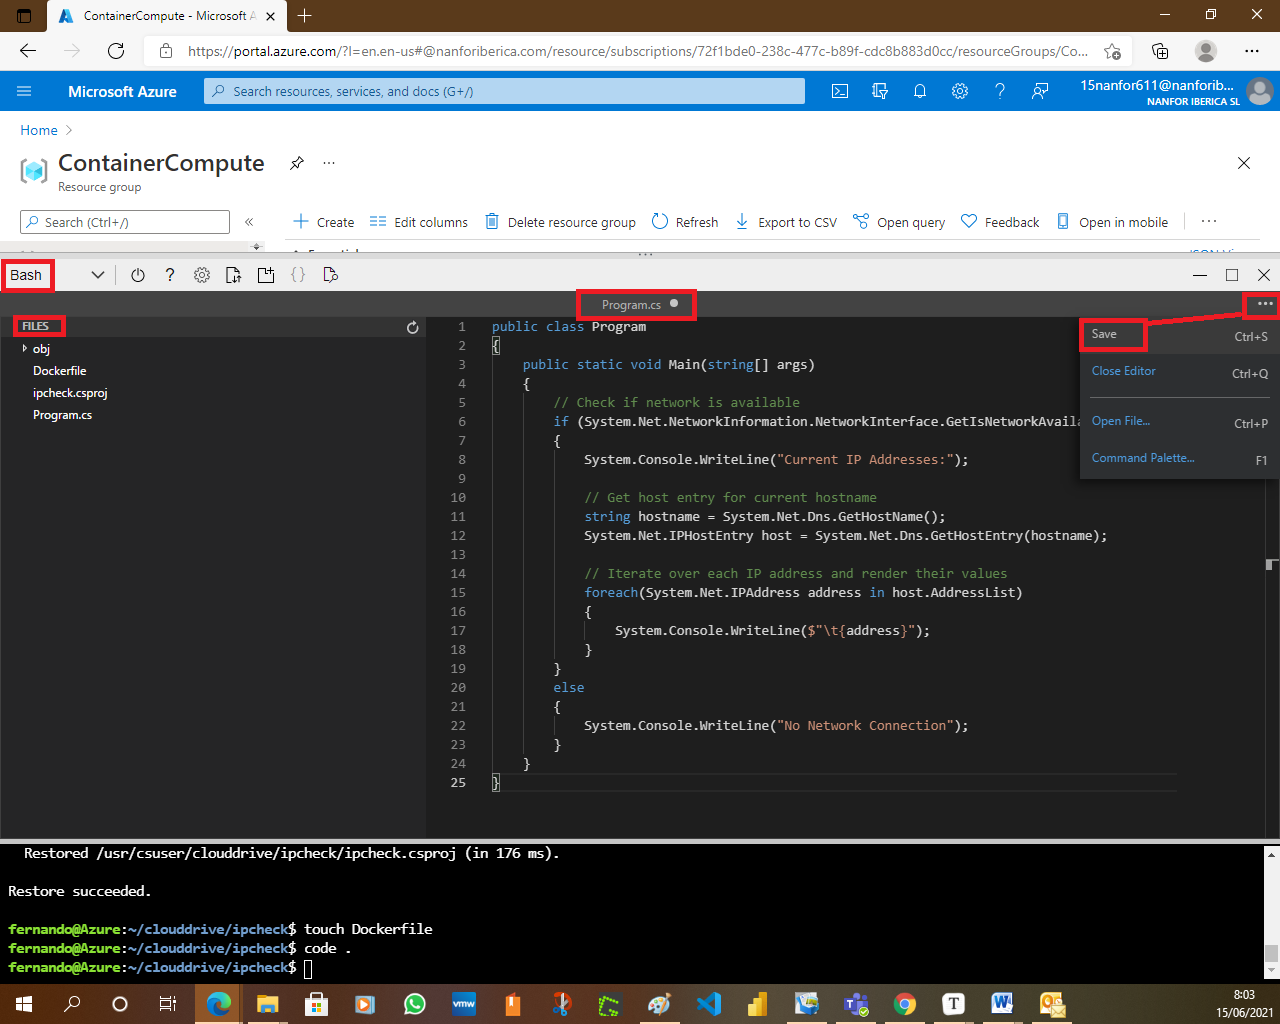 ContainerCompute - Microsoft A
https://portal.azure.com/?l=en.en-us#@nanforiberica.com/resource/subscriptions/72f1bde0-238c-477c-b89f-cdc8b883d0cc/resourceGroups/Co...
Microsoft Azure
Search resources, services, and docs (G+/)
15nanfor611@nanforib...
NANFOR IBERICA SL
Home
ContainerCompute
Resource group
Search (Ctrl+/)
Create
Edit columns
Delete resource group
Refresh
Export to CSV
Open query
Feedback
Open in mobile
Bash
Program.cs
FILES
obj
Dockerfile
ipcheck.csproj
Program.cs
Save Ctrl+S
Close Editor Ctrl+Q
Open File... Ctrl+P
Command Palette... F1
1 public class Program
2 {
3 public static void Main(string[] args)
4 {
5 // Check if network is available
6 if (System.Net.NetworkInformation.NetworkInterface.GetIsNetworkAvaila
7 {
8 System.Console.WriteLine("Current IP Addresses:");
9
10 // Get host entry for current hostname
11 string hostname = System.Net.Dns.GetHostName();
12 System.Net.IPHostEntry host = System.Net.Dns.GetHostEntry(hostname);
13
14 // Iterate over each IP address and render their values
15 foreach(System.Net.IPAddress address in host.AddressList)
16 {
17 System.Console.WriteLine($"\t{address}");
18 }
19 }
20 else
21 {
22 System.Console.WriteLine("No Network Connection");
23 }
24 }
25 }
Restored /usr/csuser/clouddrive/ipcheck/ipcheck.csproj (in 176 ms).
Restore succeeded.
fernando@Azure:~/clouddrive/ipcheck$ touch Dockerfile
fernando@Azure:~/clouddrive/ipcheck$ code .
fernando@Azure:~/clouddrive/ipcheck$
vmw
8:03
15/06/2021